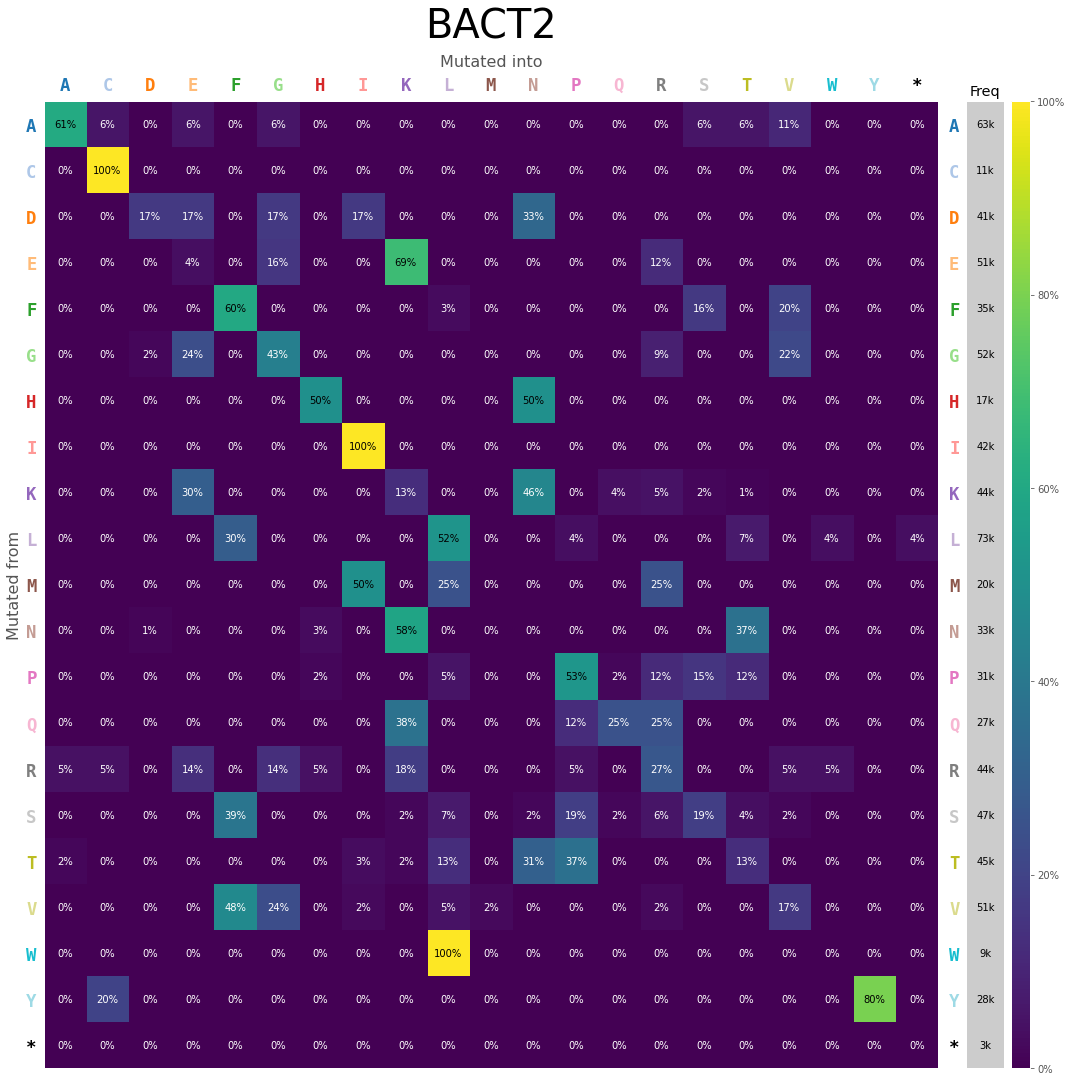 BACT2
Mutated into
A C D E F G H I K L M N P Q R S T V W Y * Freq
A 61% 6% 0% 6% 0% 6% 0% 0% 0% 0% 0% 0% 0% 0% 0% 6% 6% 11% 0% 0% 0% A 63k 100%
C 0% 100% 0% 0% 0% 0% 0% 0% 0% 0% 0% 0% 0% 0% 0% 0% 0% 0% 0% 0% 0% C 11k
D 0% 0% 17% 17% 0% 17% 0% 17% 0% 0% 0% 33% 0% 0% 0% 0% 0% 0% 0% 0% 0% D 41k
E 0% 0% 0% 4% 0% 16% 0% 0% 69% 0% 0% 0% 0% 0% 12% 0% 0% 0% 0% 0% 0% E 51k
80%
F 0% 0% 0% 0% 60% 0% 0% 0% 0% 3% 0% 0% 0% 0% 0% 16% 0% 20% 0% 0% 0% F 35k
G 0% 0% 2% 24% 0% 43% 0% 0% 0% 0% 0% 0% 0% 0% 9% 0% 0% 22% 0% 0% 0% G 52k
H 0% 0% 0% 0% 0% 0% 50% 0% 0% 0% 0% 50% 0% 0% 0% 0% 0% 0% 0% 0% 0% H 17k
I 0% 0% 0% 0% 0% 0% 0% 100% 0% 0% 0% 0% 0% 0% 0% 0% 0% 0% 0% 0% 0% I 42k
K 0% 0% 0% 30% 0% 0% 0% 0% 13% 0% 0% 46% 0% 4% 5% 2% 1% 0% 0% 0% 0% K 44k 60%
Mutated from
L 0% 0% 0% 0% 30% 0% 0% 0% 0% 52% 0% 0% 4% 0% 0% 0% 7% 0% 4% 0% 4% L 73k
M 0% 0% 0% 0% 0% 0% 0% 50% 0% 25% 0% 0% 0% 0% 25% 0% 0% 0% 0% 0% 0% M 20k
N 0% 0% 1% 0% 0% 0% 3% 0% 58% 0% 0% 0% 0% 0% 0% 0% 37% 0% 0% 0% 0% N 33k
P 0% 0% 0% 0% 0% 0% 2% 0% 0% 5% 0% 0% 53% 2% 12% 15% 12% 0% 0% 0% 0% P 31k 40%
Q 0% 0% 0% 0% 0% 0% 0% 0% 38% 0% 0% 0% 12% 25% 25% 0% 0% 0% 0% 0% 0% Q 27k
R 5% 5% 0% 14% 0% 14% 5% 0% 18% 0% 0% 0% 5% 0% 27% 0% 0% 5% 5% 0% 0% R 44k
S 0% 0% 0% 0% 39% 0% 0% 0% 2% 7% 0% 2% 19% 2% 6% 19% 4% 2% 0% 0% 0% S 47k
T 2% 0% 0% 0% 0% 0% 0% 3% 2% 13% 0% 31% 37% 0% 0% 0% 13% 0% 0% 0% 0% T 45k
20%
V 0% 0% 0% 0% 48% 24% 0% 2% 0% 5% 2% 0% 0% 0% 2% 0% 0% 17% 0% 0% 0% V 51k
W 0% 0% 0% 0% 0% 0% 0% 0% 0% 100% 0% 0% 0% 0% 0% 0% 0% 0% 0% 0% 0% W 9k
Y 0% 20% 0% 0% 0% 0% 0% 0% 0% 0% 0% 0% 0% 0% 0% 0% 0% 0% 0% 80% 0% Y 28k
* 0% 0% 0% 0% 0% 0% 0% 0% 0% 0% 0% 0% 0% 0% 0% 0% 0% 0% 0% 0% 0% * 3k
0%